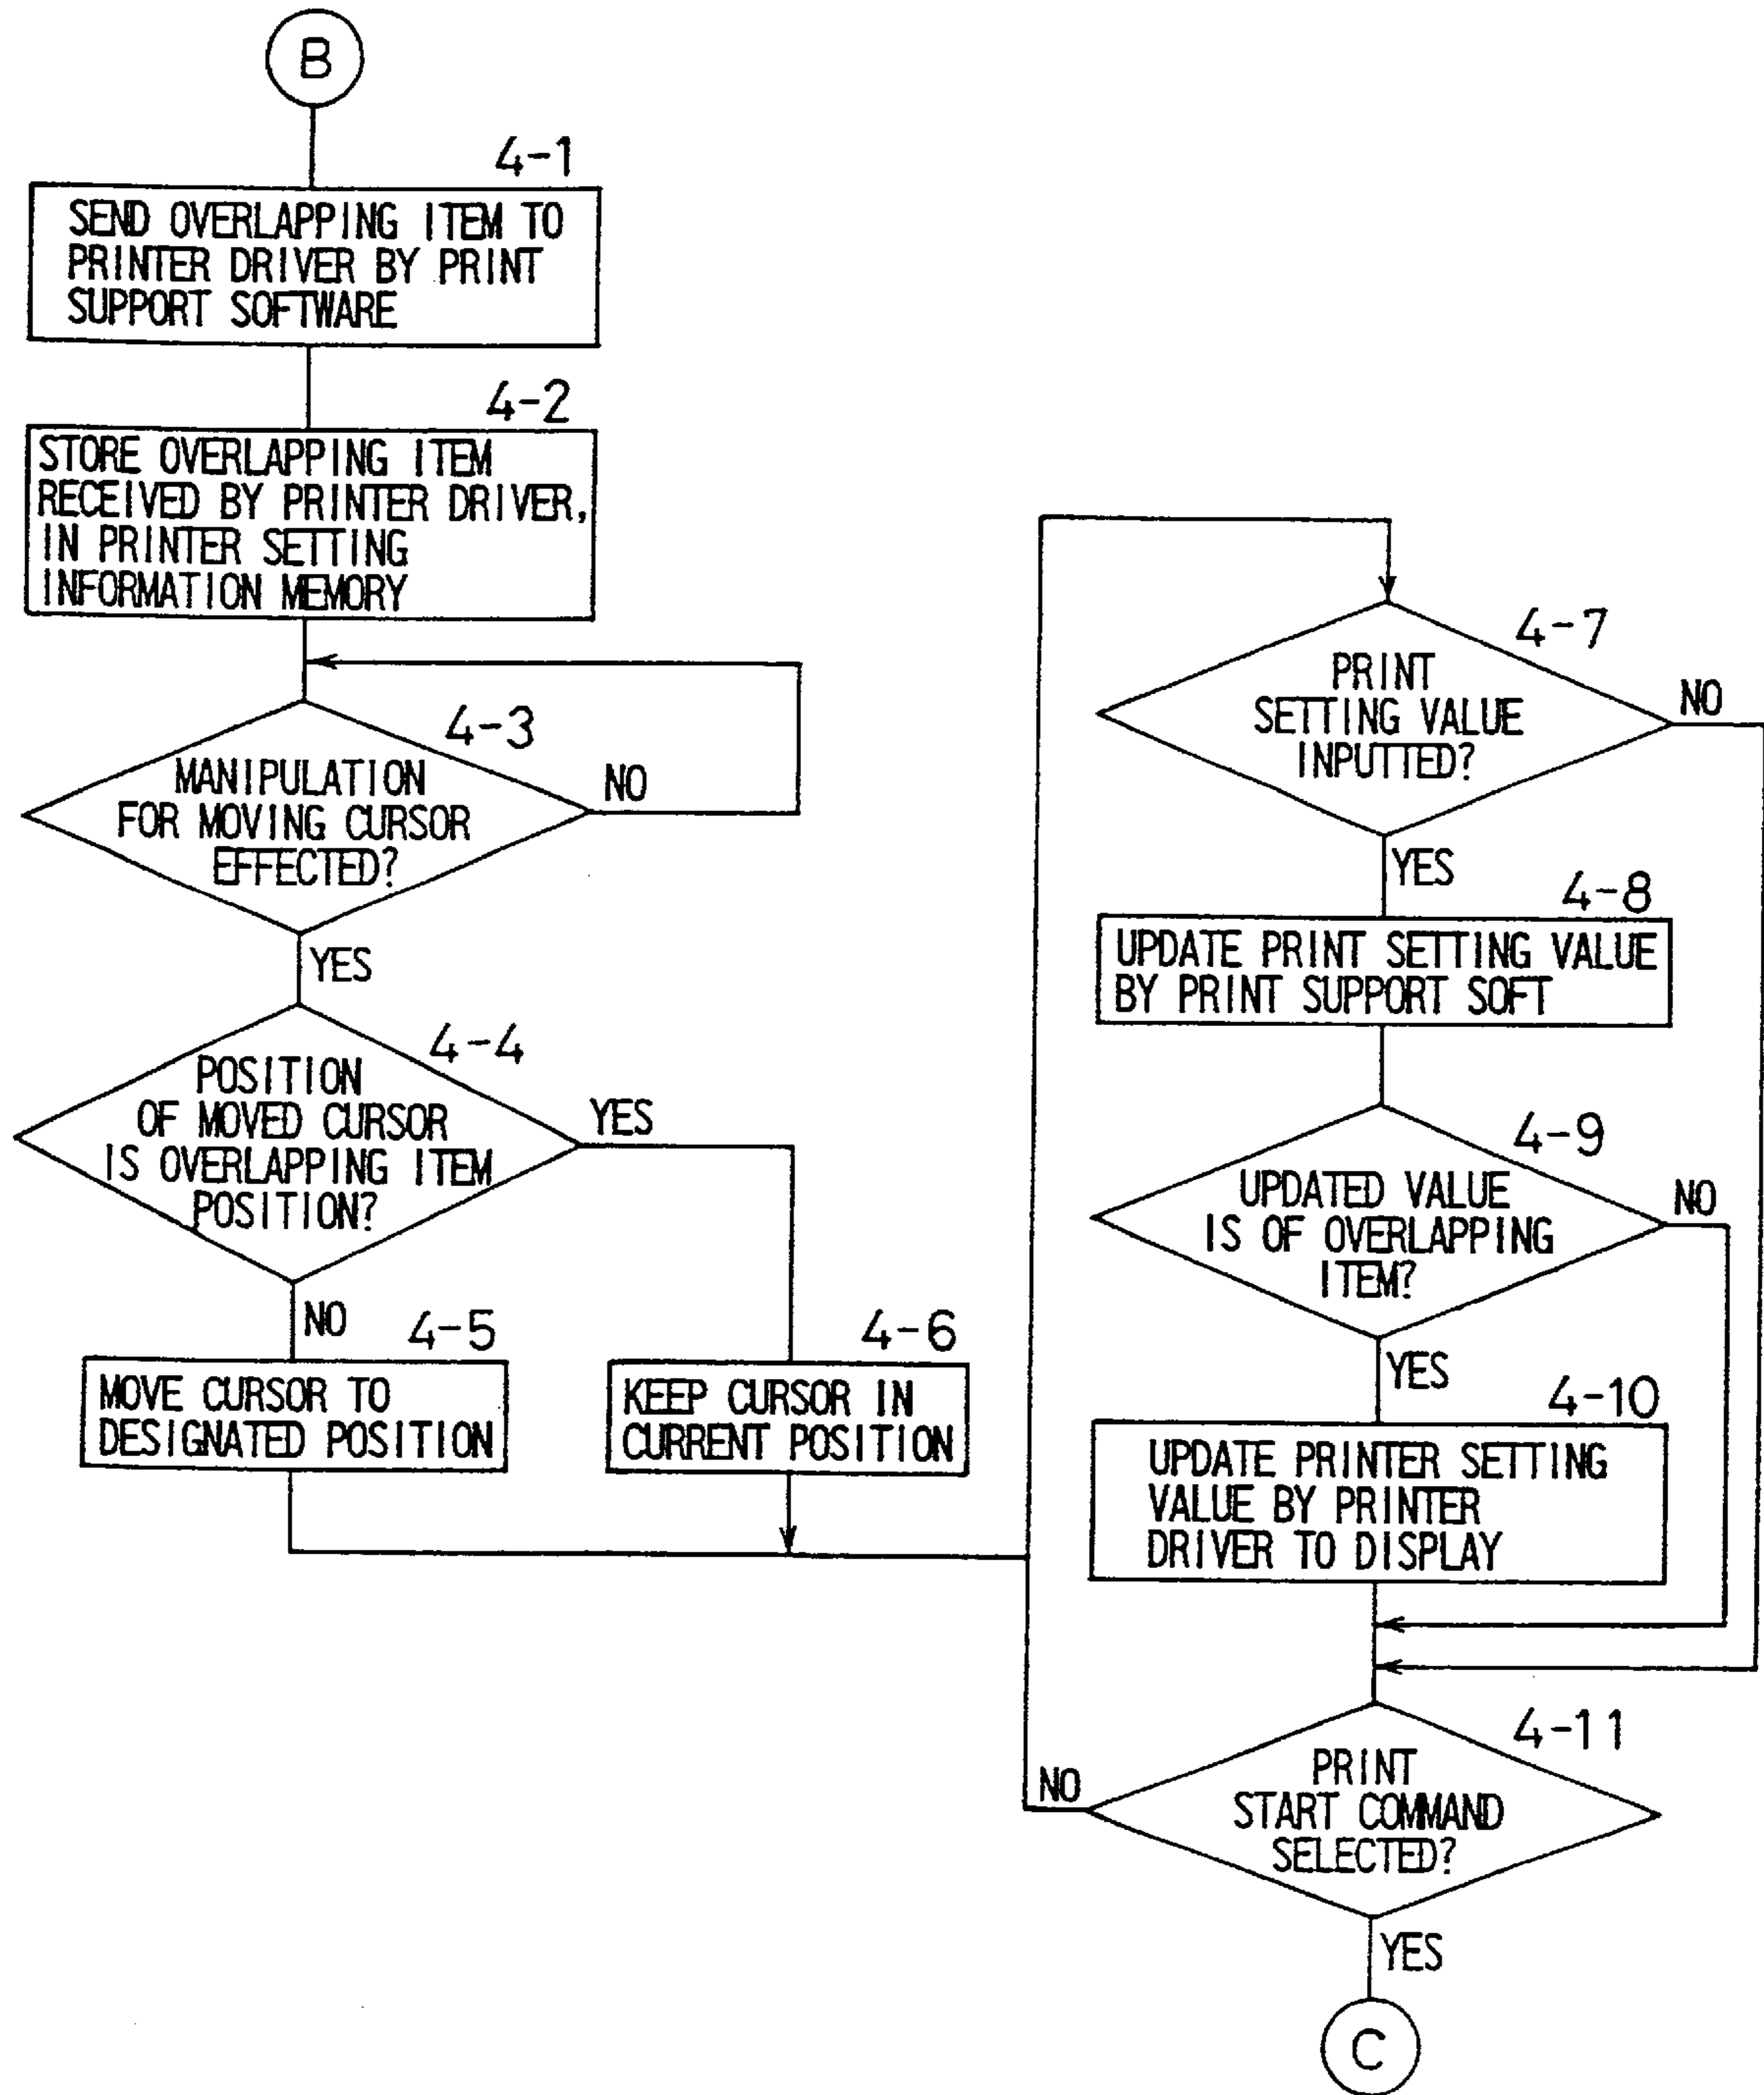 B
4-1
SEND OVERLAPPING ITEM TO
PRINTER DRIVER BY PRINT
SUPPORT SOFTWARE
4-2
STORE OVERLAPPING ITEM
RECEIVED BY PRINTER DRIVER,
IN PRINTER SETTING
INFORMATION MEMORY
4-3
MANIPULATION
FOR MOVING CURSOR
EFFECTED?
NO
YES
4-4
POSITION
OF MOVED CURSOR
IS OVERLAPPING ITEM
POSITION?
YES
NO
4-5
MOVE CURSOR TO
DESIGNATED POSITION
4-6
KEEP CURSOR IN
CURRENT POSITION
4-7
PRINT
SETTING VALUE
INPUTTED?
NO
YES
4-8
UPDATE PRINT SETTING VALUE
BY PRINT SUPPORT SOFT
4-9
UPDATED VALUE
IS OF OVERLAPPING
ITEM?
NO
YES
4-10
UPDATE PRINTER SETTING
VALUE BY PRINTER
DRIVER TO DISPLAY
4-11
PRINT
START COMMAND
SELECTED?
NO
YES
C